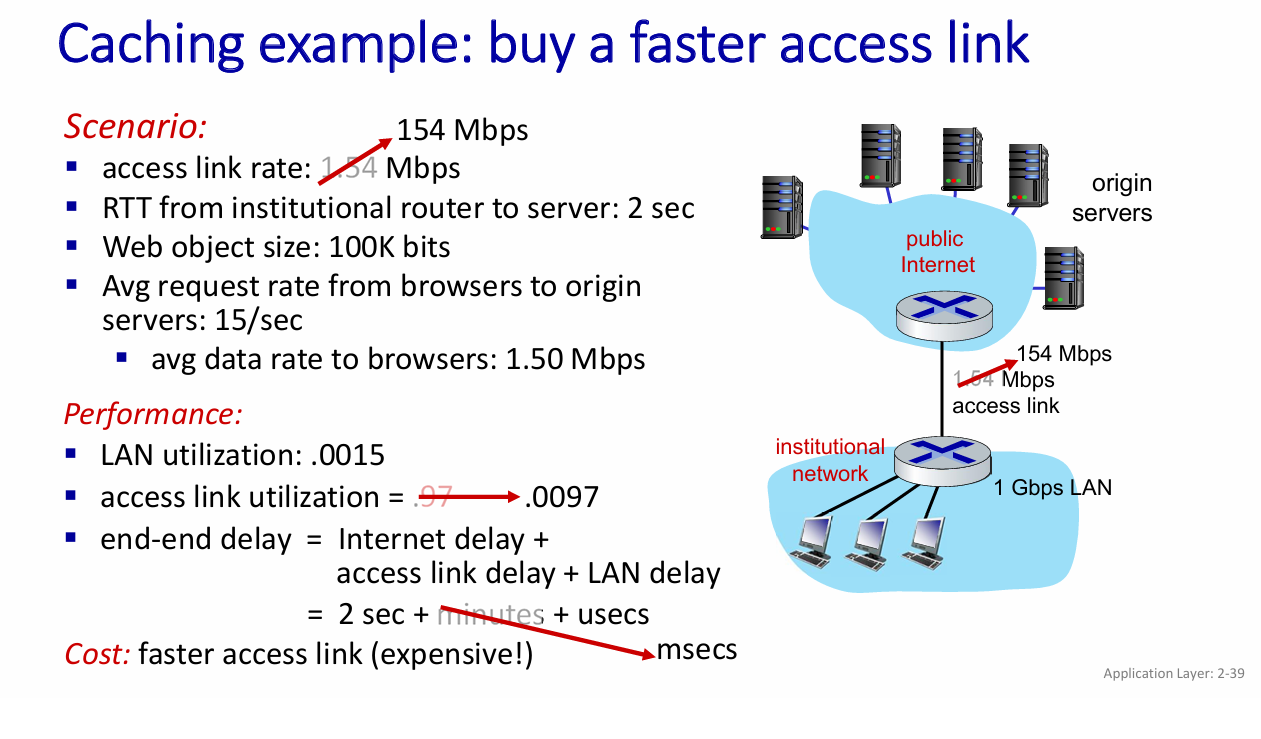 Caching example: buy a faster access link
Scenario:
154 Mbps
▪ access link rate: 1.54 Mbps
▪ RTT from institutional router to server: 2 sec
▪ Web object size: 100K bits
▪ Avg request rate from browsers to origin
servers: 15/sec
▪ avg data rate to browsers: 1.50 Mbps
Performance:
▪ LAN utilization: .0015
▪ access link utilization = .97 .0097
▪ end-end delay = Internet delay +
access link delay + LAN delay
= 2 sec + minutes + usecs
msecs
Cost: faster access link (expensive!)
origin
servers
public
Internet
154 Mbps
1.54 Mbps
access link
institutional
network
1 Gbps LAN
Application Layer: 2-39